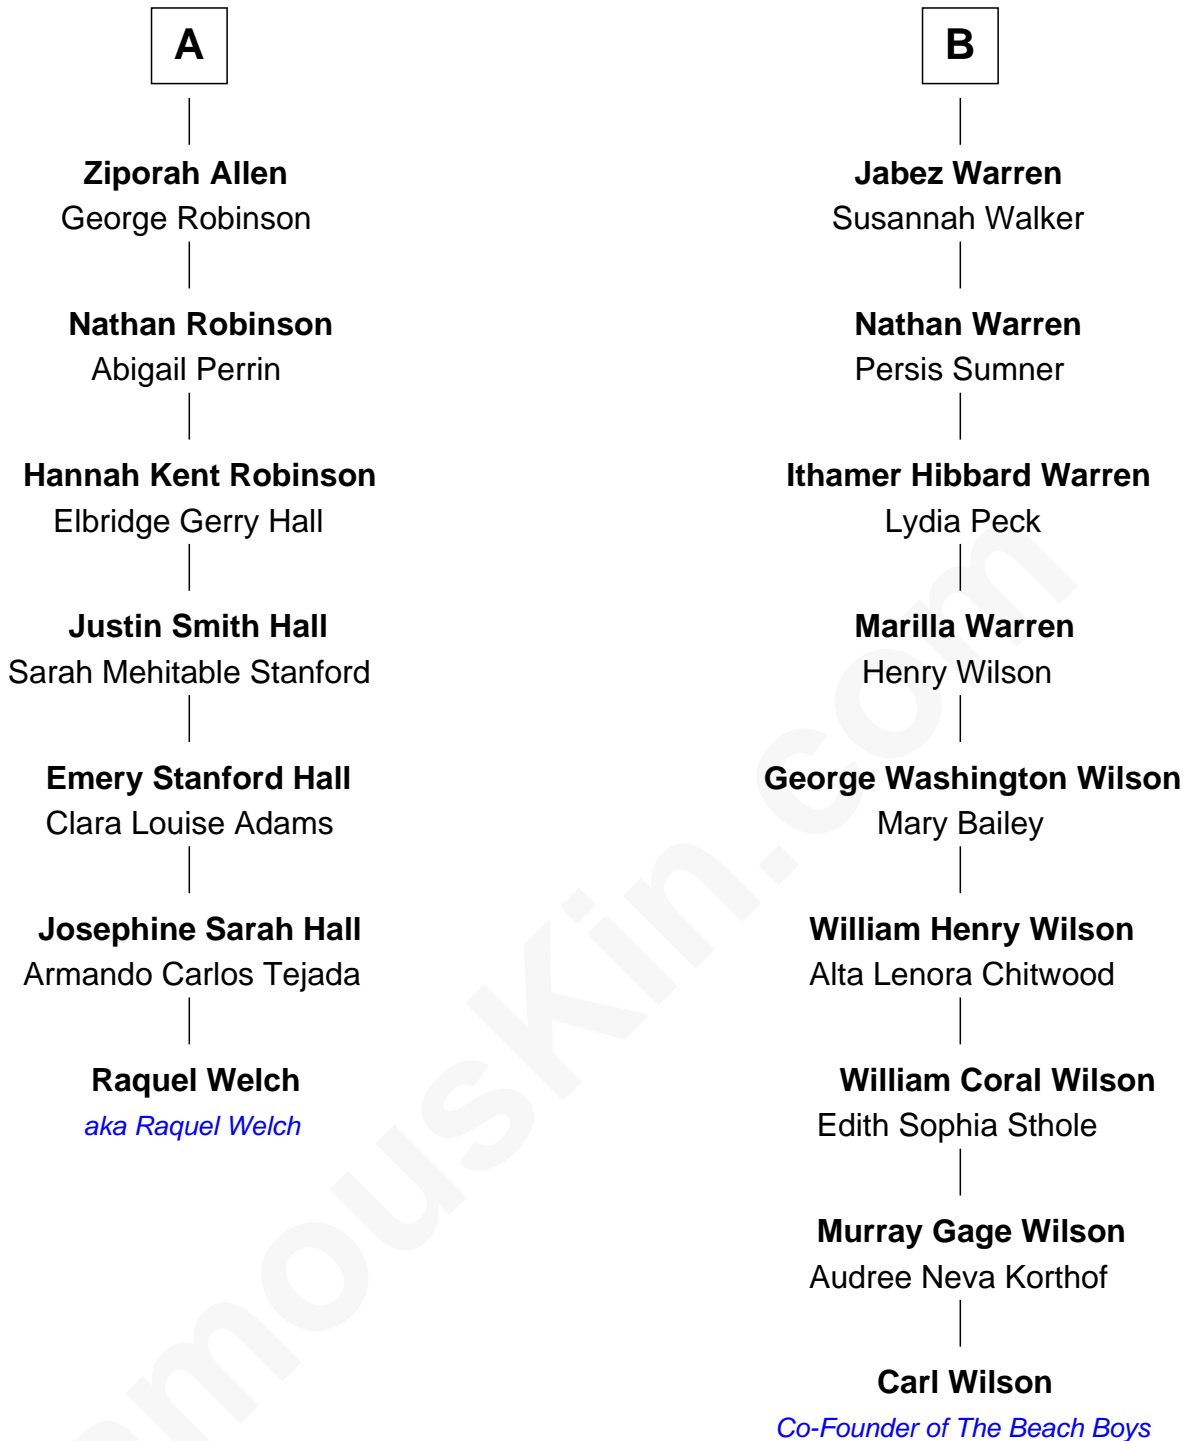 A
Ziporah Allen
George Robinson
Nathan Robinson
Abigail Perrin
Hannah Kent Robinson
Elbridge Gerry Hall
Justin Smith Hall
Sarah Mehitable Stanford
Emery Stanford Hall
Clara Louise Adams
Josephine Sarah Hall
Armando Carlos Tejada
Raquel Welch
aka Raquel Welch
B
Jabez Warren
Susannah Walker
Nathan Warren
Persis Sumner
Ithamer Hibbard Warren
Lydia Peck
Marilla Warren
Henry Wilson
George Washington Wilson
Mary Bailey
William Henry Wilson
Alta Lenora Chitwood
William Coral Wilson
Edith Sophia Sthole
Murray Gage Wilson
Audree Neva Korthof
Carl Wilson
Co-Founder of The Beach Boys
amouskin.com